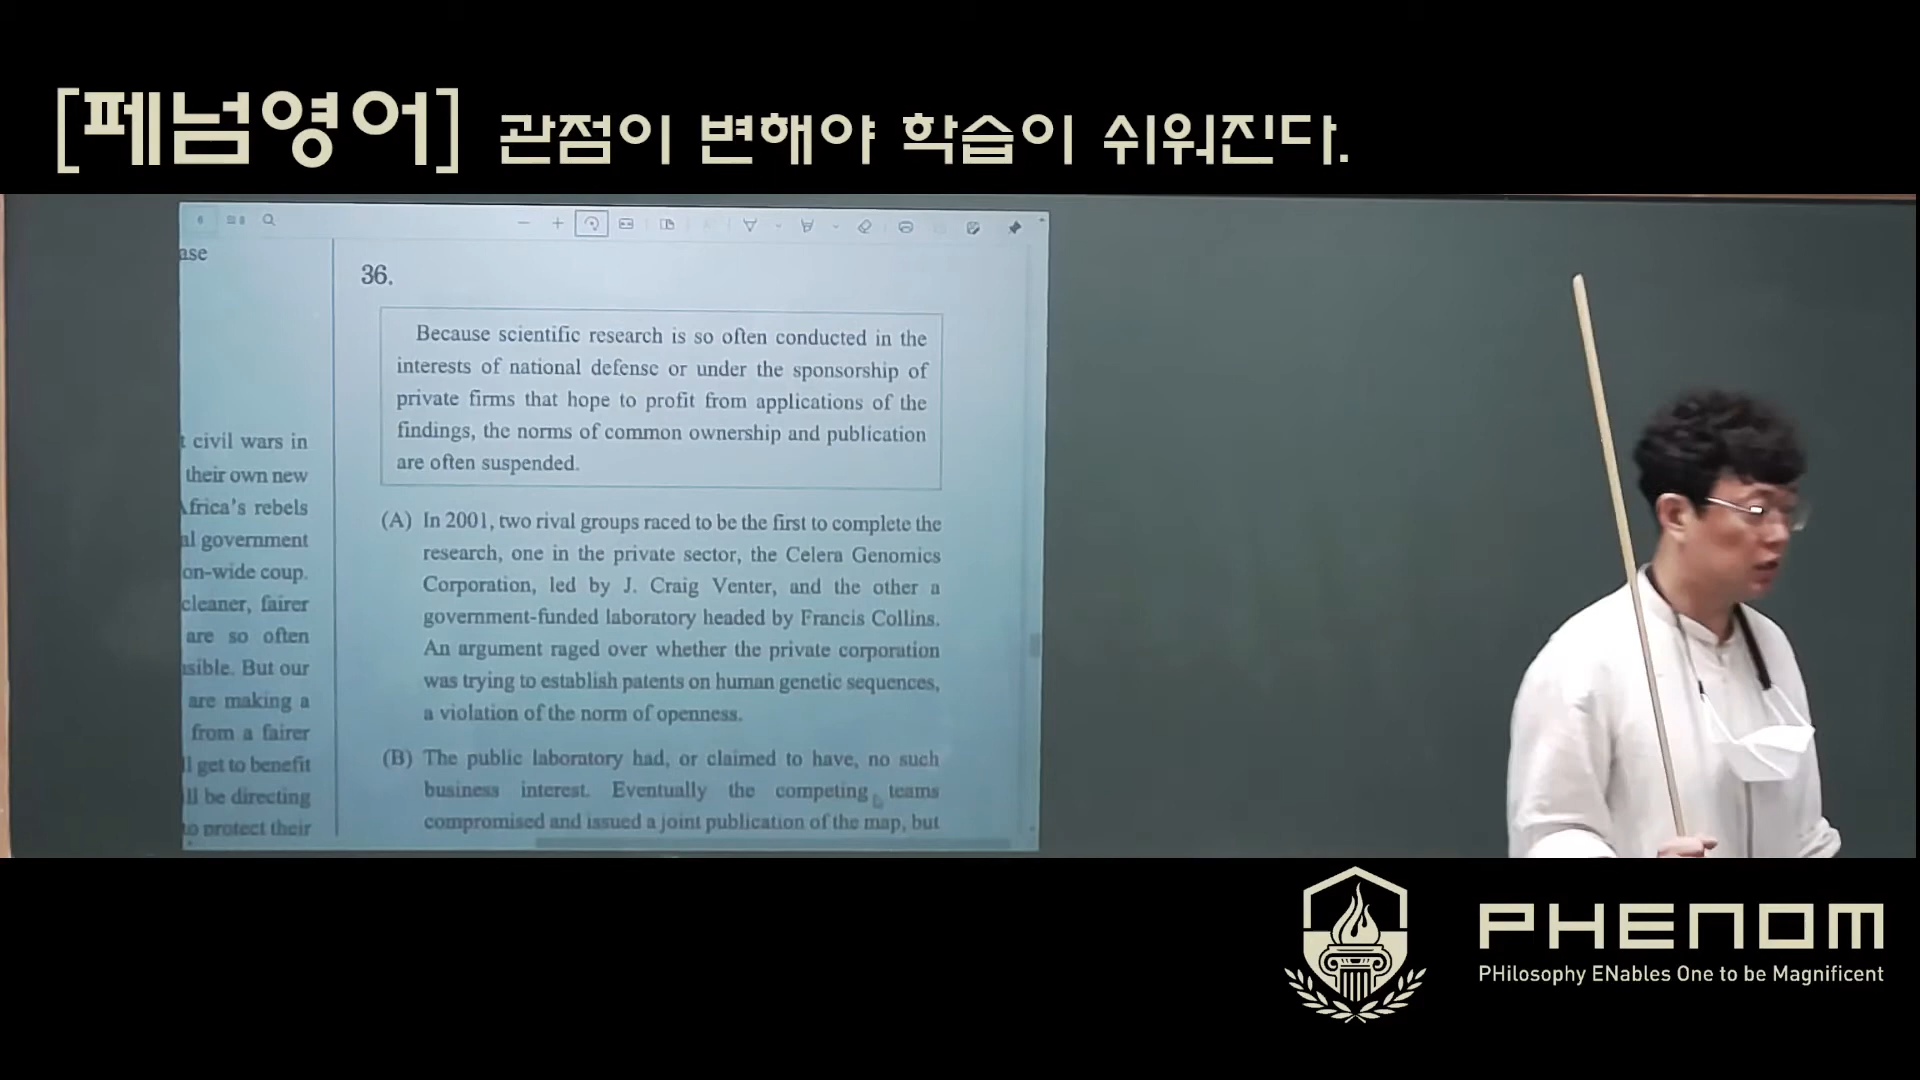 [페넘영어] 관점이 변해야 학습이 쉬워진다.
6
8
ase
t civil wars in
their own new
Africa's rebels
al government
on-wide coup.
cleaner, fairer
are so often
sible. But our
are making a
from a fairer
ll get to benefit
ll be directing
to protect their
36.
Because scientific research is so often conducted in the
interests of national defense or under the sponsorship of
private firms that hope to profit from applications of the
findings, the norms of common ownership and publication
are often suspended.
(A) In 2001, two rival groups raced to be the first to complete the
research, one in the private sector, the Celera Genomics
Corporation, led by J. Craig Venter, and the other a
government-funded laboratory headed by Francis Collins.
An argument raged over whether the private corporation
was trying to establish patents on human genetic sequences,
a violation of the norm of openness.
(B) The public laboratory had, or claimed to have, no such
business interest. Eventually the competing teams
compromised and issued a joint publication of the map, but
PHENOM
PHilosophy ENables One to be Magnificent